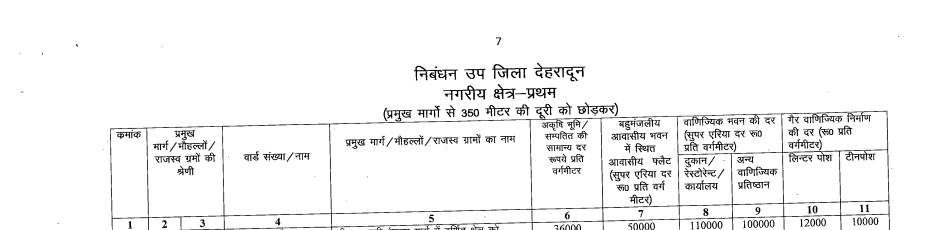 7
निबंधन उप जिला देहरादून
नगरीय क्षेत्र–प्रथम
(प्रमुख मार्गो से 350 मीटर की दूरी को छोड़कर)
कमांक
प्रमुख
मार्ग/मौहल्लों/
राजस्व ग्रमों की
श्रेणी
वार्ड संख्या/नाम
प्रमुख मार्ग/मौहल्लों/राजस्व ग्रामों का नाम
अकृषि भूमि/
सम्पतित की
सामान्य दर
रूपये प्रति
वर्गमीटर
बहुमंजलीय
आवासीय भवन
में स्थित
आवासीय फ्लैट
(सुपर एरिया दर
रू0 प्रति वर्ग
मीटर)
वाणिज्यिक भवन की दर
(सुपर एरिया दर रू0
प्रति वर्गमीटर)
दुकान/
रेस्टोरेन्ट/
कार्यालय
अन्य
वाणिज्यिक
प्रतिष्ठान
गैर वाणिज्यिक निर्माण
की दर (रू0 प्रति
वर्गमीटर)
लिन्टर पोश
टीनपोश
1 2 3 4 5 6 7 8 9 10 11
36000 50000 110000 100000 12000 10000